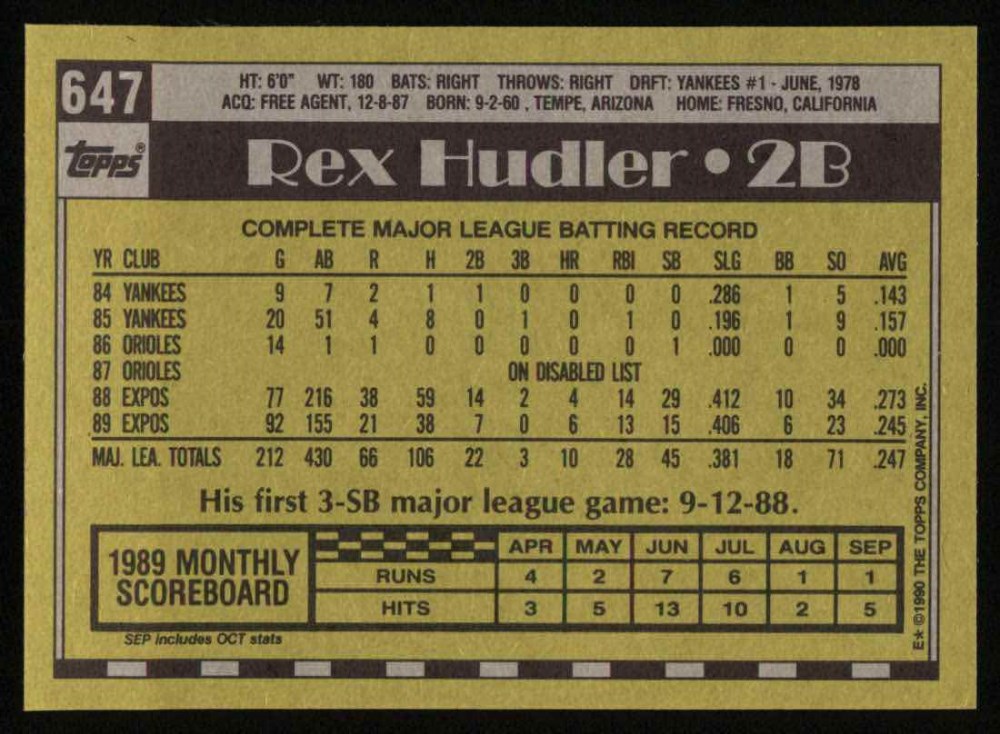 647
HT: 6'0" WT: 180 BATS: RIGHT THROWS: RIGHT DRFT: YANKEES #1 - JUNE, 1978
ACQ: FREE AGENT, 12-8-87 BORN: 9-2-60 , TEMPE, ARIZONA HOME: FRESNO, CALIFORNIA
topps®
Rex Hudler • 2B
COMPLETE MAJOR LEAGUE BATTING RECORD
YR CLUB G AB R H 2B 3B HR RBI SB SLG BB SO AVG
84 YANKEES 9 7 2 1 1 0 0 0 0 .286 1 5 .143
85 YANKEES 20 51 4 8 0 1 0 1 0 .196 1 9 .157
86 ORIOLES 14 1 1 0 0 0 0 0 1 .000 0 0 .000
87 ORIOLES ON DISABLED LIST
88 EXPOS 77 216 38 59 14 2 4 14 29 .412 10 34 .273
89 EXPOS 92 155 21 38 7 0 6 13 15 .406 6 23 .245
MAJ. LEA. TOTALS 212 430 66 106 22 3 10 28 45 .381 18 71 .247
His first 3-SB major league game: 9-12-88.
1989 MONTHLY
SCOREBOARD
APR MAY JUN JUL AUG SEP
RUNS 4 2 7 6 1 1
HITS 3 5 13 10 2 5
SEP includes OCT stats
E* ©1990 THE TOPPS COMPANY, INC.